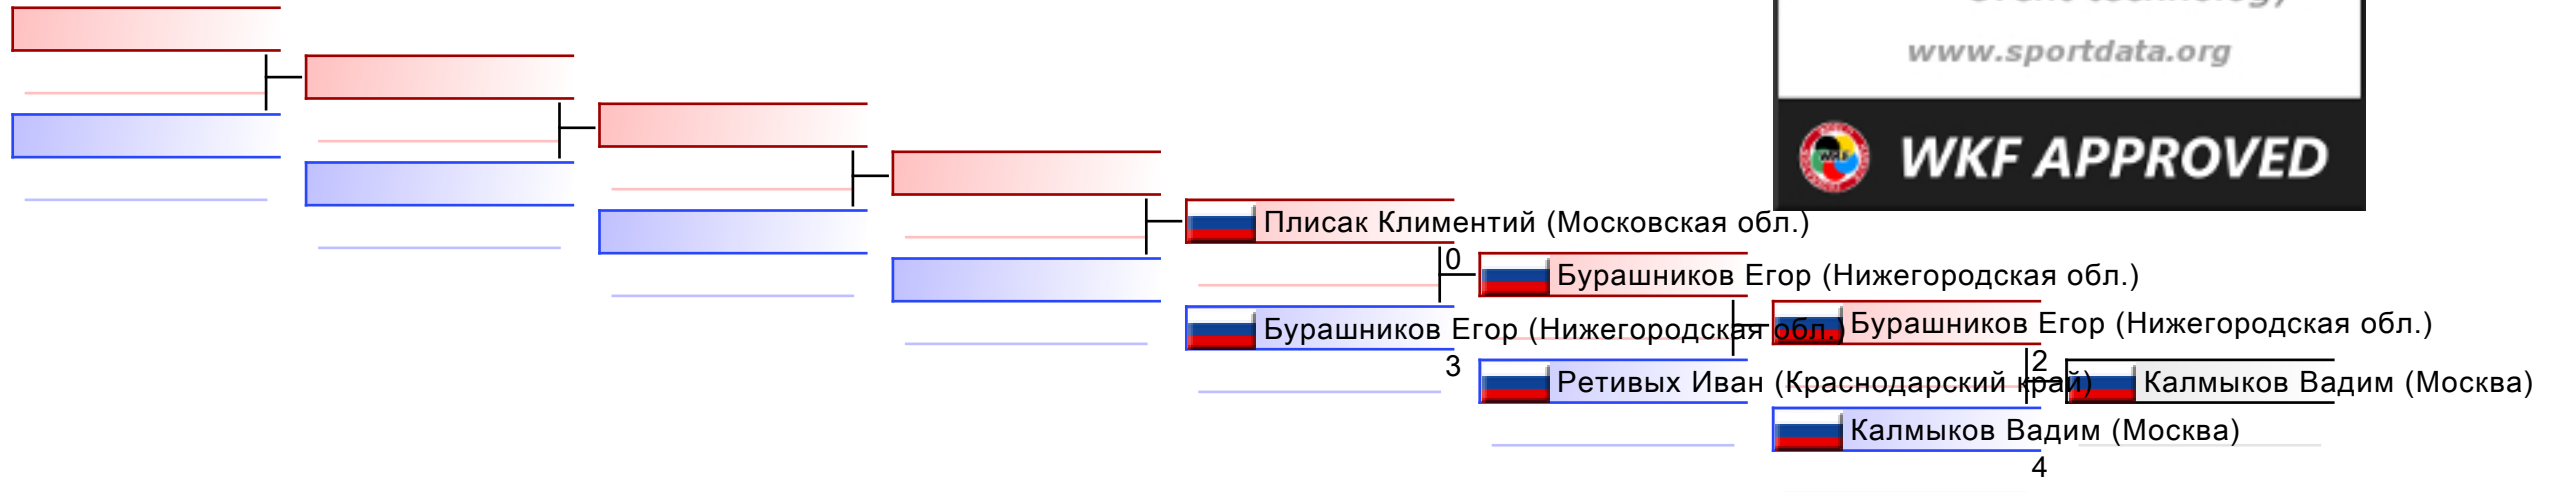 www.sportdata.org
WKF APPROVED
Плисак Климентий (Московская обл.)
0
Бурашников Егор (Нижегородская обл.)
Бурашников Егор (Нижегородская обл.)
3
Бурашников Егор (Нижегородская обл.)
2
Ретивых Иван (Краснодарский край)
Калмыков Вадим (Москва)
Калмыков Вадим (Москва)
4